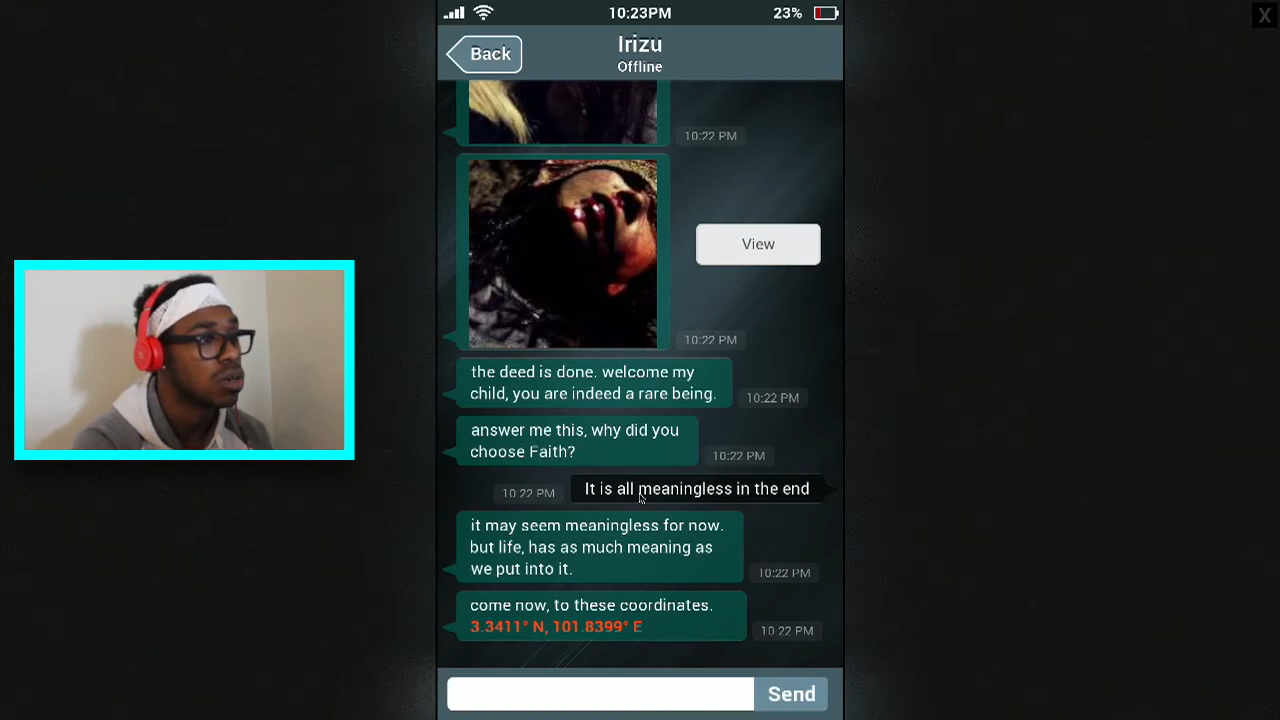 10:23PM
23%
X
Back
Irizu
Offline
10:22 PM
View
10:22 PM
the deed is done. welcome my
child, you are indeed a rare being.
10:22 PM
answer me this, why did you
choose Faith?
10:22 PM
10 22 PM
It is all meaningless in the end
it may seem meaningless for now.
but life, has as much meaning as
we put into it.
10:22 PM
come now, to these coordinates.
3.3411° N, 101.8399° E
10 22 PM
Send